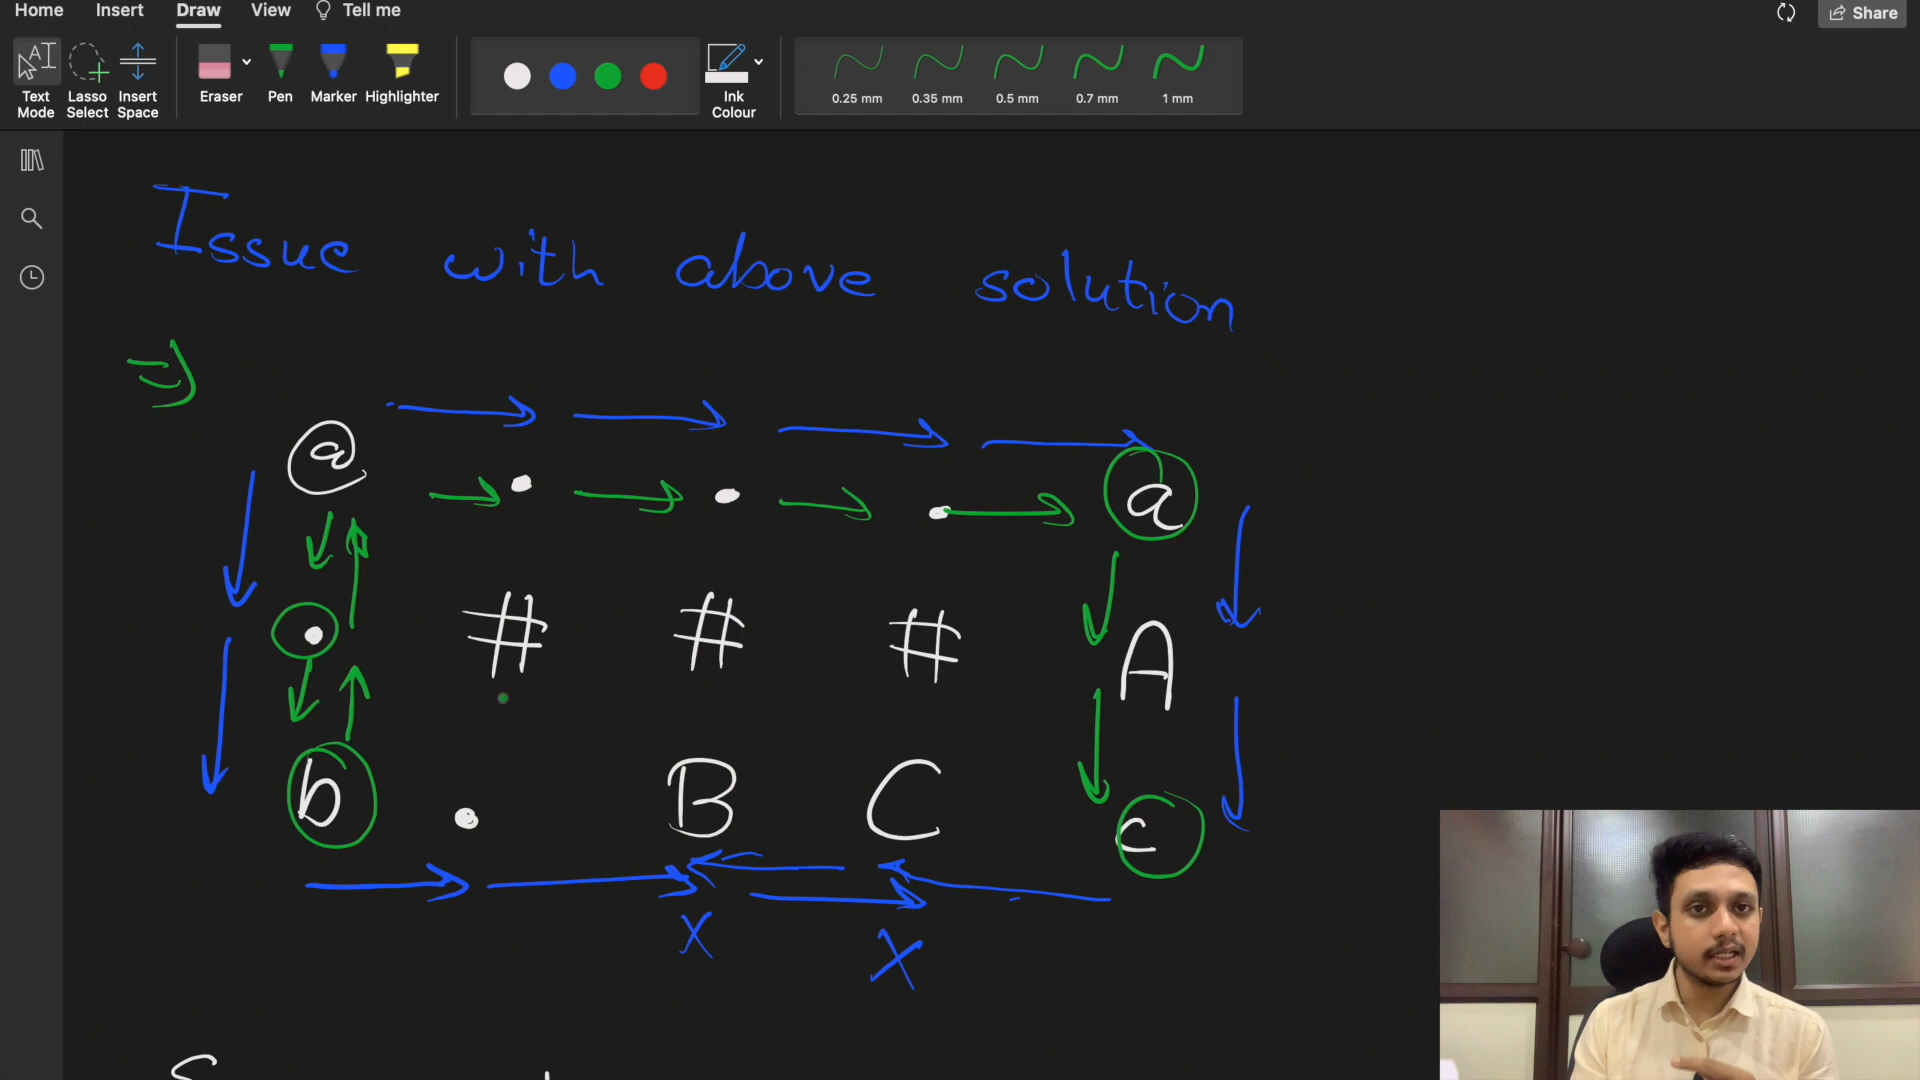 Home Insert Draw View Tell me Share
Text Mode Lasso Select Insert Space Eraser Pen Marker Highlighter Ink Colour 0.25 mm 0.35 mm 0.5 mm 0.7 mm 1 mm
Issue with above solution
=)
@ . . . a
. # # # A
b . B C c
X X